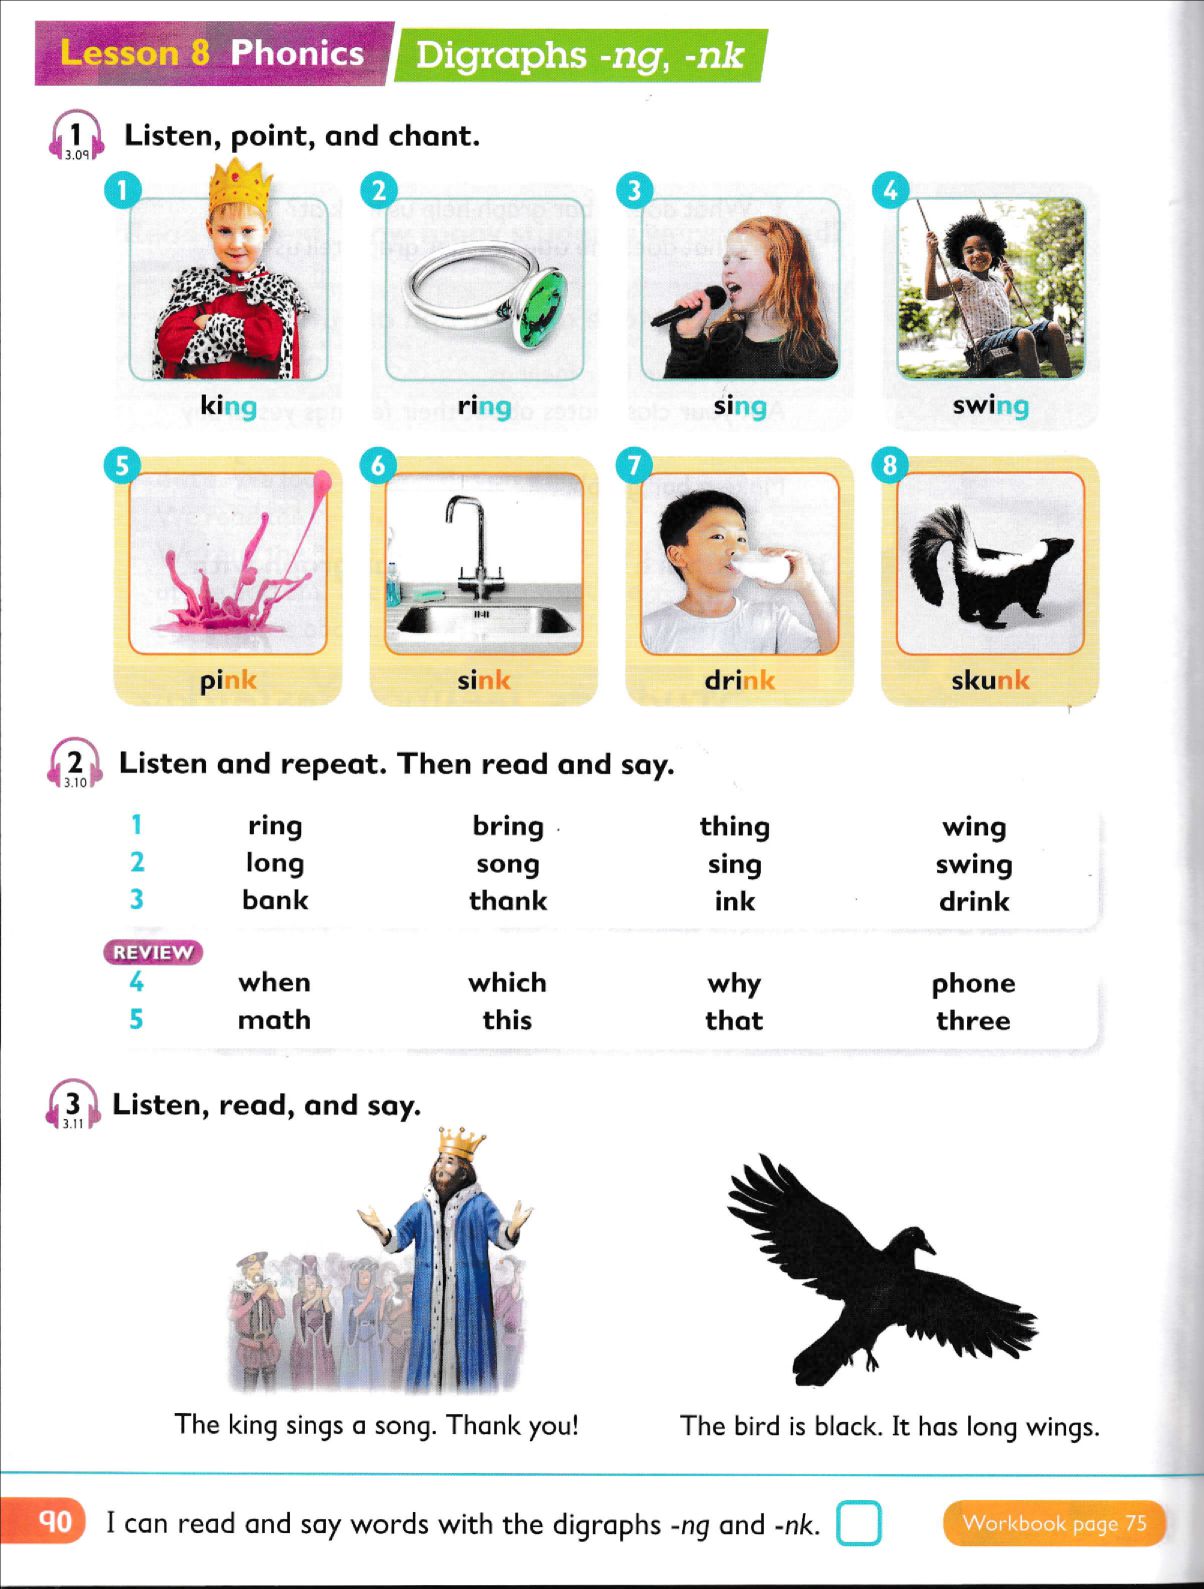 Lesson 8 Phonics Digraphs -ng, -nk
1 Listen, point, and chant.
3.09
1 2 3 4
king ring sing swing
5 6 7 8
pink sink drink skunk
2 Listen and repeat. Then read and say.
3.10
1 ring bring thing wing
2 long song sing swing
3 bank thank ink drink
REVIEW
4 when which why phone
5 math this that three
3 Listen, read, and say.
3.11
The king sings a song. Thank you!
The bird is black. It has long wings.
90 I can read and say words with the digraphs -ng and -nk. Workbook page 75